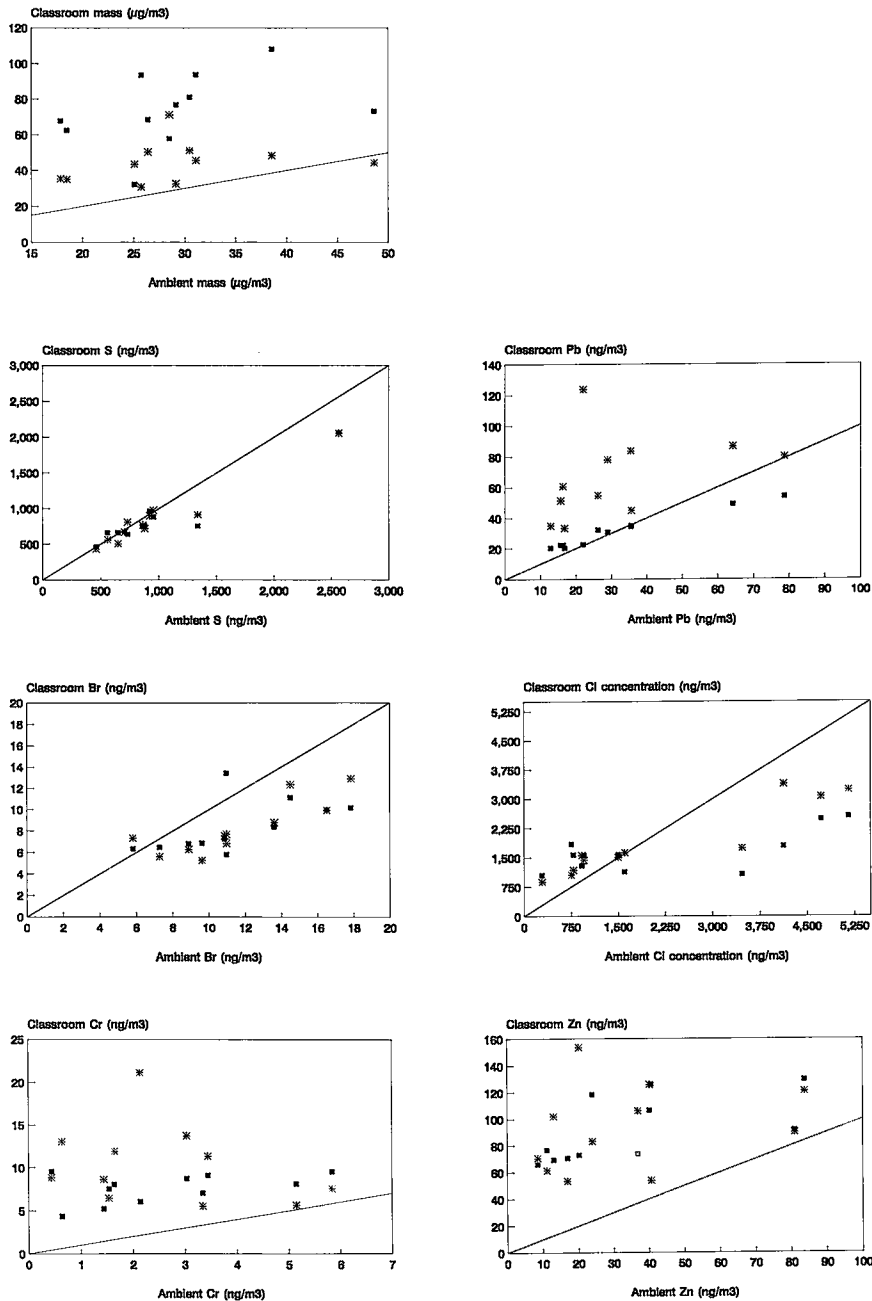 Classroom mass (µg/m3)
120
100
80
60
40
20
0
15 20 25 30 35 40 45 50
Ambient mass (µg/m3)
Classroom S (ng/m3)
3,000
2,500
2,000
1,500
1,000
500
0
0 500 1,000 1,500 2,000 2,500 3,000
Ambient S (ng/m3)
Classroom Pb (ng/m3)
140
120
100
80
60
40
20
0
0 10 20 30 40 50 60 70 80 90 100
Ambient Pb (ng/m3)
Classroom Br (ng/m3)
20
18
16
14
12
10
8
6
4
2
0
0 2 4 6 8 10 12 14 16 18 20
Ambient Br (ng/m3)
Classroom Cl concentration (ng/m3)
5,250
4,500
3,750
3,000
2,250
1,500
750
0
0 750 1,500 2,250 3,000 3,750 4,500 5,250
Ambient Cl concentration (ng/m3)
Classroom Cr (ng/m3)
25
20
15
10
5
0
0 1 2 3 4 5 6 7
Ambient Cr (ng/m3)
Classroom Zn (ng/m3)
160
140
120
100
80
60
40
20
0
0 10 20 30 40 50 60 70 80 90 100
Ambient Zn (ng/m3)